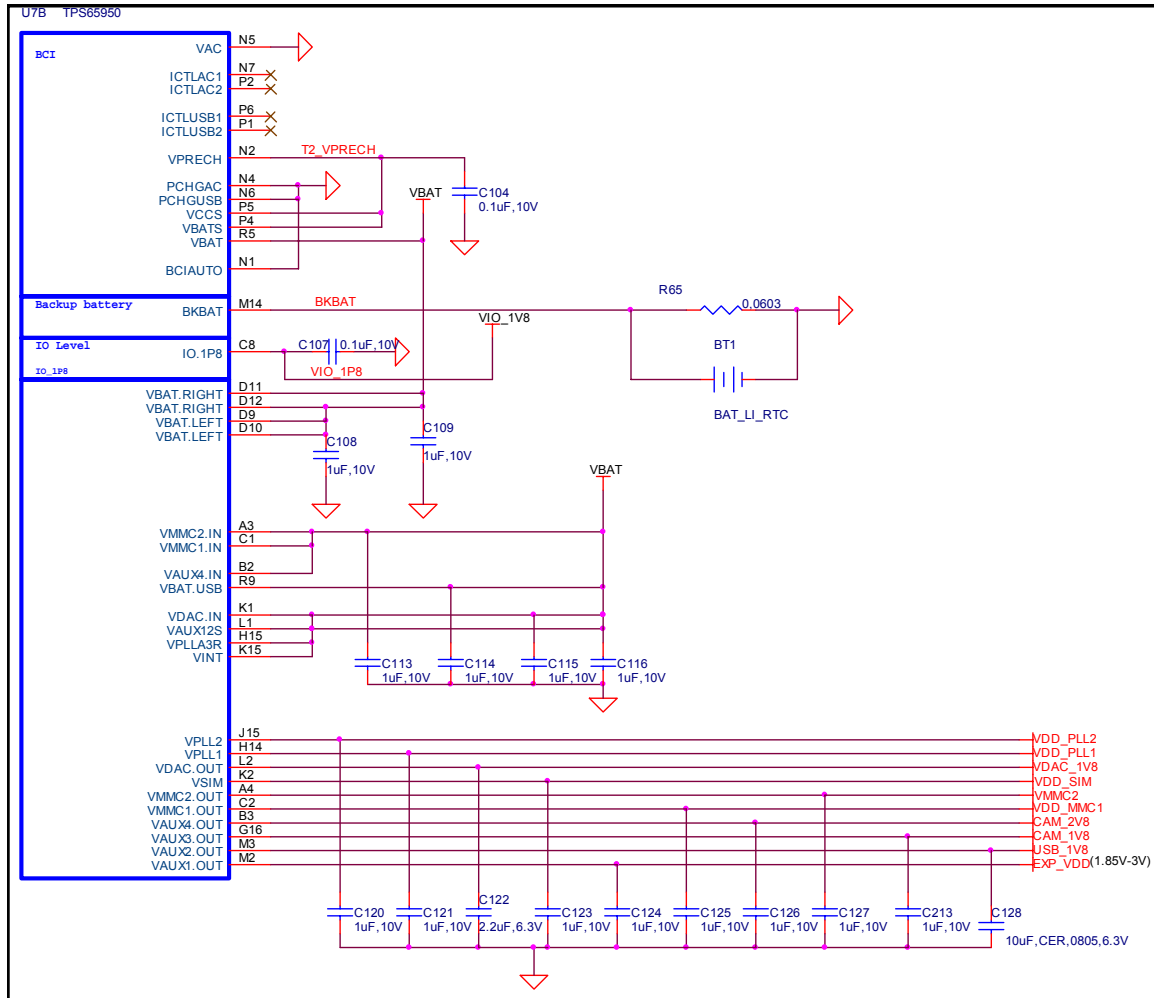 U7B TPS65950
BCI
VAC N5
ICTLAC1 N7
ICTLAC2 P2
ICTLUSB1 P6
ICTLUSB2 P1
VPRECH N2 T2_VPRECH
PCHGAC N4
PCHGUSB N6
VCCS P5
VBATS P4
VBAT R5
BCIAUTO N1
VBAT
C104
0.1uF,10V
Backup battery
BKBAT M14 BKBAT
R65
0,0603
VIO_1V8
IO Level
IO.1P8 C8
C107 0.1uF,10V
IO_1P8
VIO_1P8
BT1
BAT_LI_RTC
VBAT.RIGHT D11
VBAT.RIGHT D12
VBAT.LEFT D9
VBAT.LEFT D10
C108
1uF,10V
C109
1uF,10V
VBAT
VMMC2.IN A3
VMMC1.IN C1
VAUX4.IN B2
VBAT.USB R9
VDAC.IN K1
VAUX12S L1
VPLLA3R H15
VINT K15
C113
1uF,10V
C114
1uF,10V
C115
1uF,10V
C116
1uF,10V
VPLL2 J15 VDD_PLL2
VPLL1 H14 VDD_PLL1
VDAC.OUT L2 VDAC_1V8
VSIM K2 VDD_SIM
VMMC2.OUT A4 VMMC2
VMMC1.OUT C2 VDD_MMC1
VAUX4.OUT B3 CAM_2V8
VAUX3.OUT G16 CAM_1V8
VAUX2.OUT M3 USB_1V8
VAUX1.OUT M2 EXP_VDD(1.85V-3V)
C120
1uF,10V
C121
1uF,10V
C122
2.2uF,6.3V
C123
1uF,10V
C124
1uF,10V
C125
1uF,10V
C126
1uF,10V
C127
1uF,10V
C213
1uF,10V
C128
10uF,CER,0805,6.3V